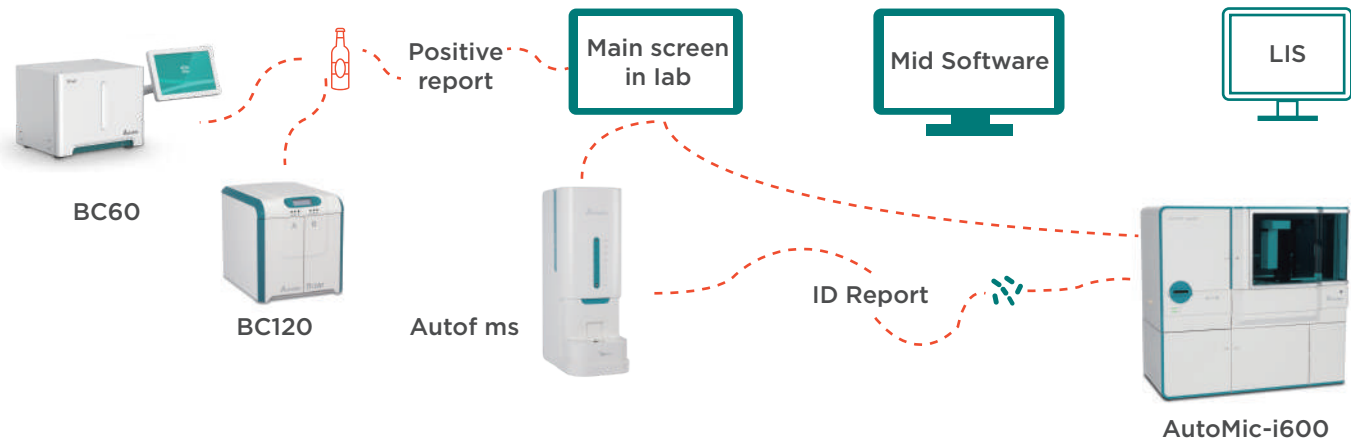 Positive
report
Main screen
in lab
Mid Software
LIS
BC60
BC120
Autof ms
ID Report
AutoMic-i600